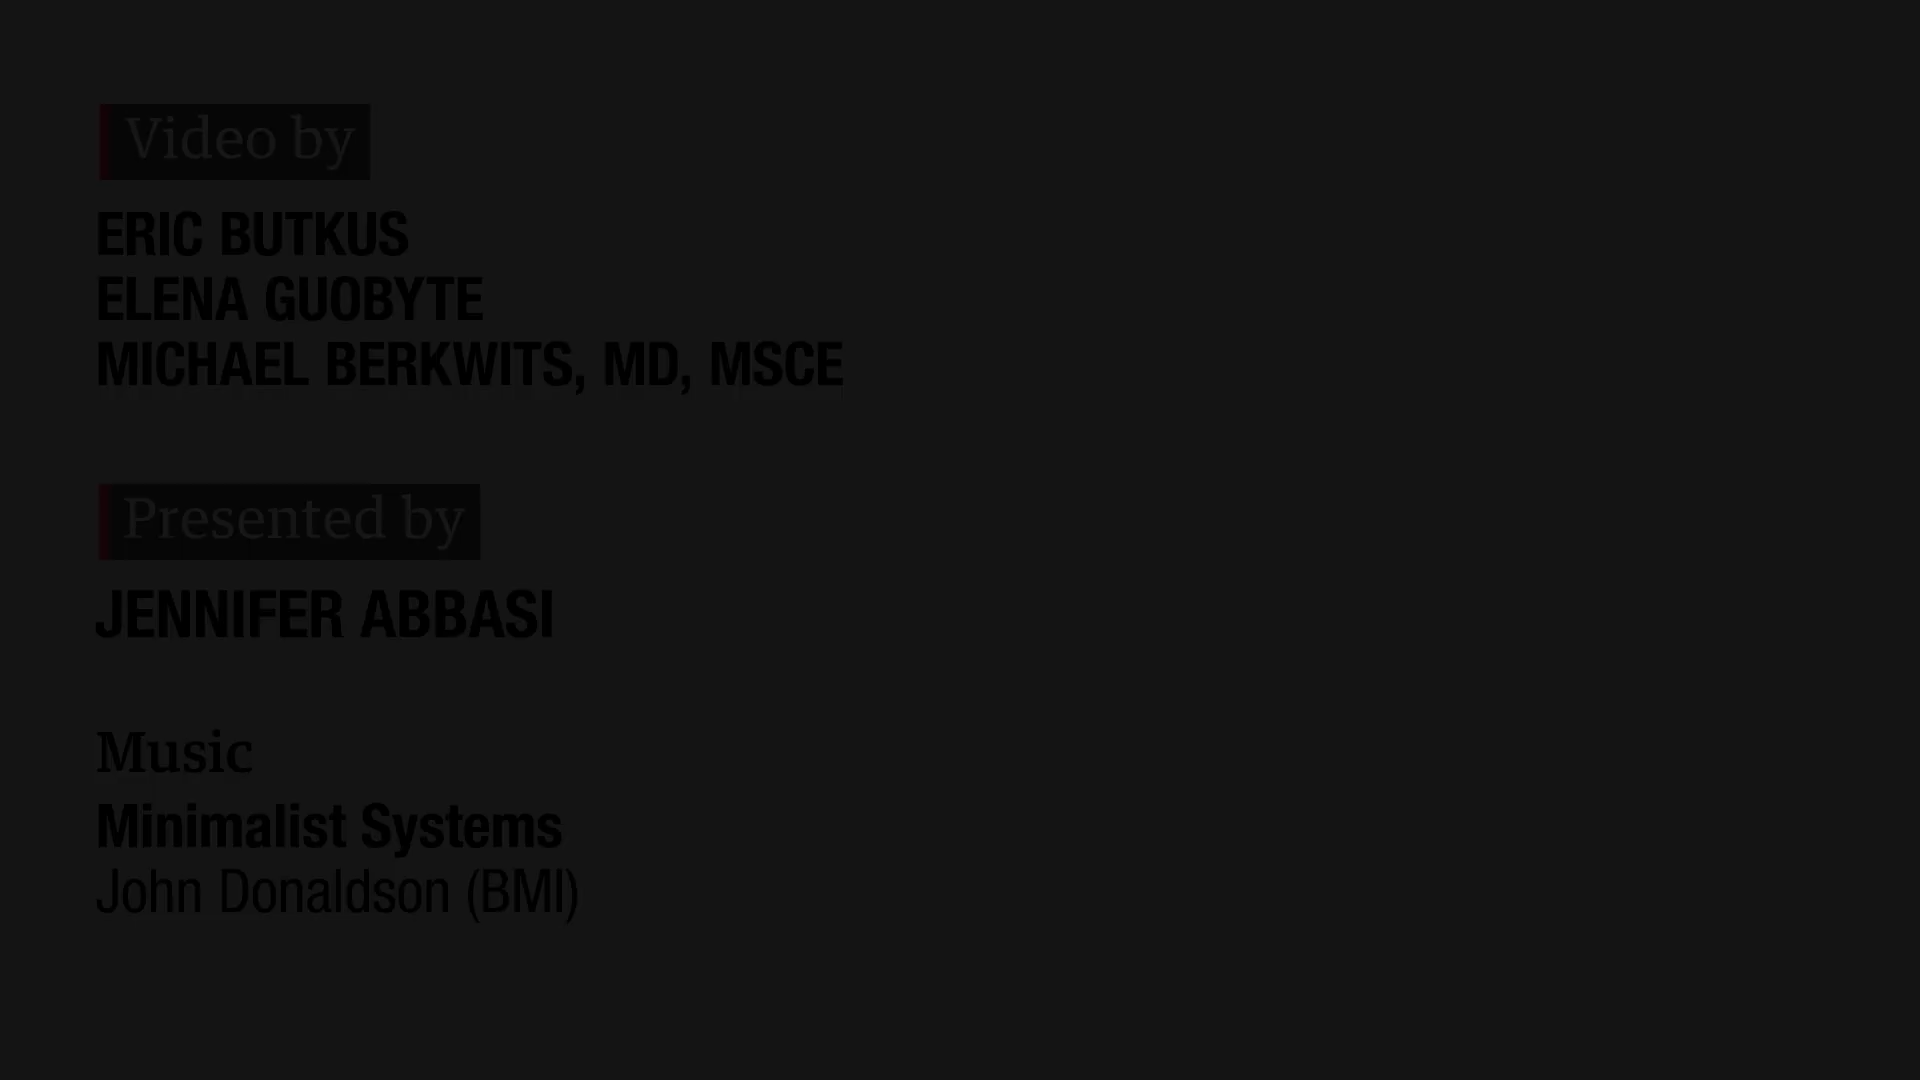 Video by
ERIC BUTKUS
ELENA GUOBYTE
MICHAEL BERKWITS, MD, MSCE
Presented by
JENNIFER ABBASI
Music
Minimalist Systems
John Donaldson (BMI)